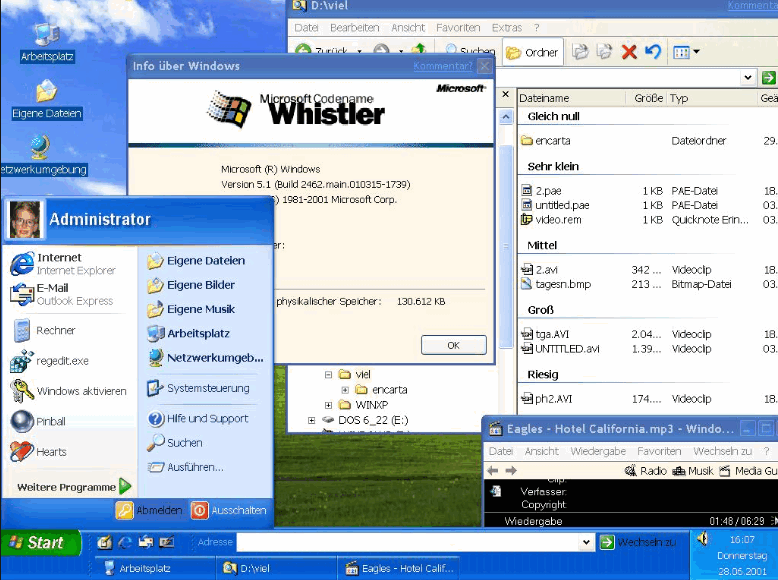 D:\viel
Kommentar
Datei Bearbeiten Ansicht Favoriten Extras ?
Zurück Suchen Ordner
Arbeitsplatz
Eigene Dateien
etzwerkumgebung
Info über Windows Kommentar?
Microsoft
Microsoft Codename
Whistler
Microsoft (R) Windows
Version 5.1 (Build 2462.main.010315-1739)
1981-2001 Microsoft Corp.
er:
physikalischer Speicher: 130.612 KB
OK
Dateiname Größe Typ Geä
Gleich null
encarta Dateiordner 29.
Sehr klein
2.pae 1 KB PAE-Datei 18.
untitled.pae 1 KB PAE-Datei 03.
video.rem 1 KB Quicknote Erin... 03.
Mittel
2.avi 342 ... Videoclip 18.
tagesn.bmp 213 ... Bitmap-Datei 03.
Groß
tga.AVI 2.04... Videoclip 18.
UNTITLED.avi 1.39... Videoclip 03.
Riesig
ph2.AVI 174.... Videoclip 18.
viel
encarta
WINXP
DOS 6_22 (E:)
Administrator
Internet
Internet Explorer
E-Mail
Outlook Express
Rechner
regedit.exe
Windows aktivieren
Pinball
Hearts
Weitere Programme
Eigene Dateien
Eigene Bilder
Eigene Musik
Arbeitsplatz
Netzwerkumgeb...
Systemsteuerung
Hilfe und Support
Suchen
Ausführen...
Abmelden Ausschalten
Eagles - Hotel California.mp3 - Windo...
Datei Ansicht Wiedergabe Favoriten Wechseln zu ?
Radio Musik Media Gu
Clip:
Verfasser:
Copyright
Wiedergabe 01:48 / 06:29
Start
Adresse Wechseln zu
Arbeitsplatz D:\viel Eagles - Hotel Calif...
16:07
Donnerstag
28.06.2001